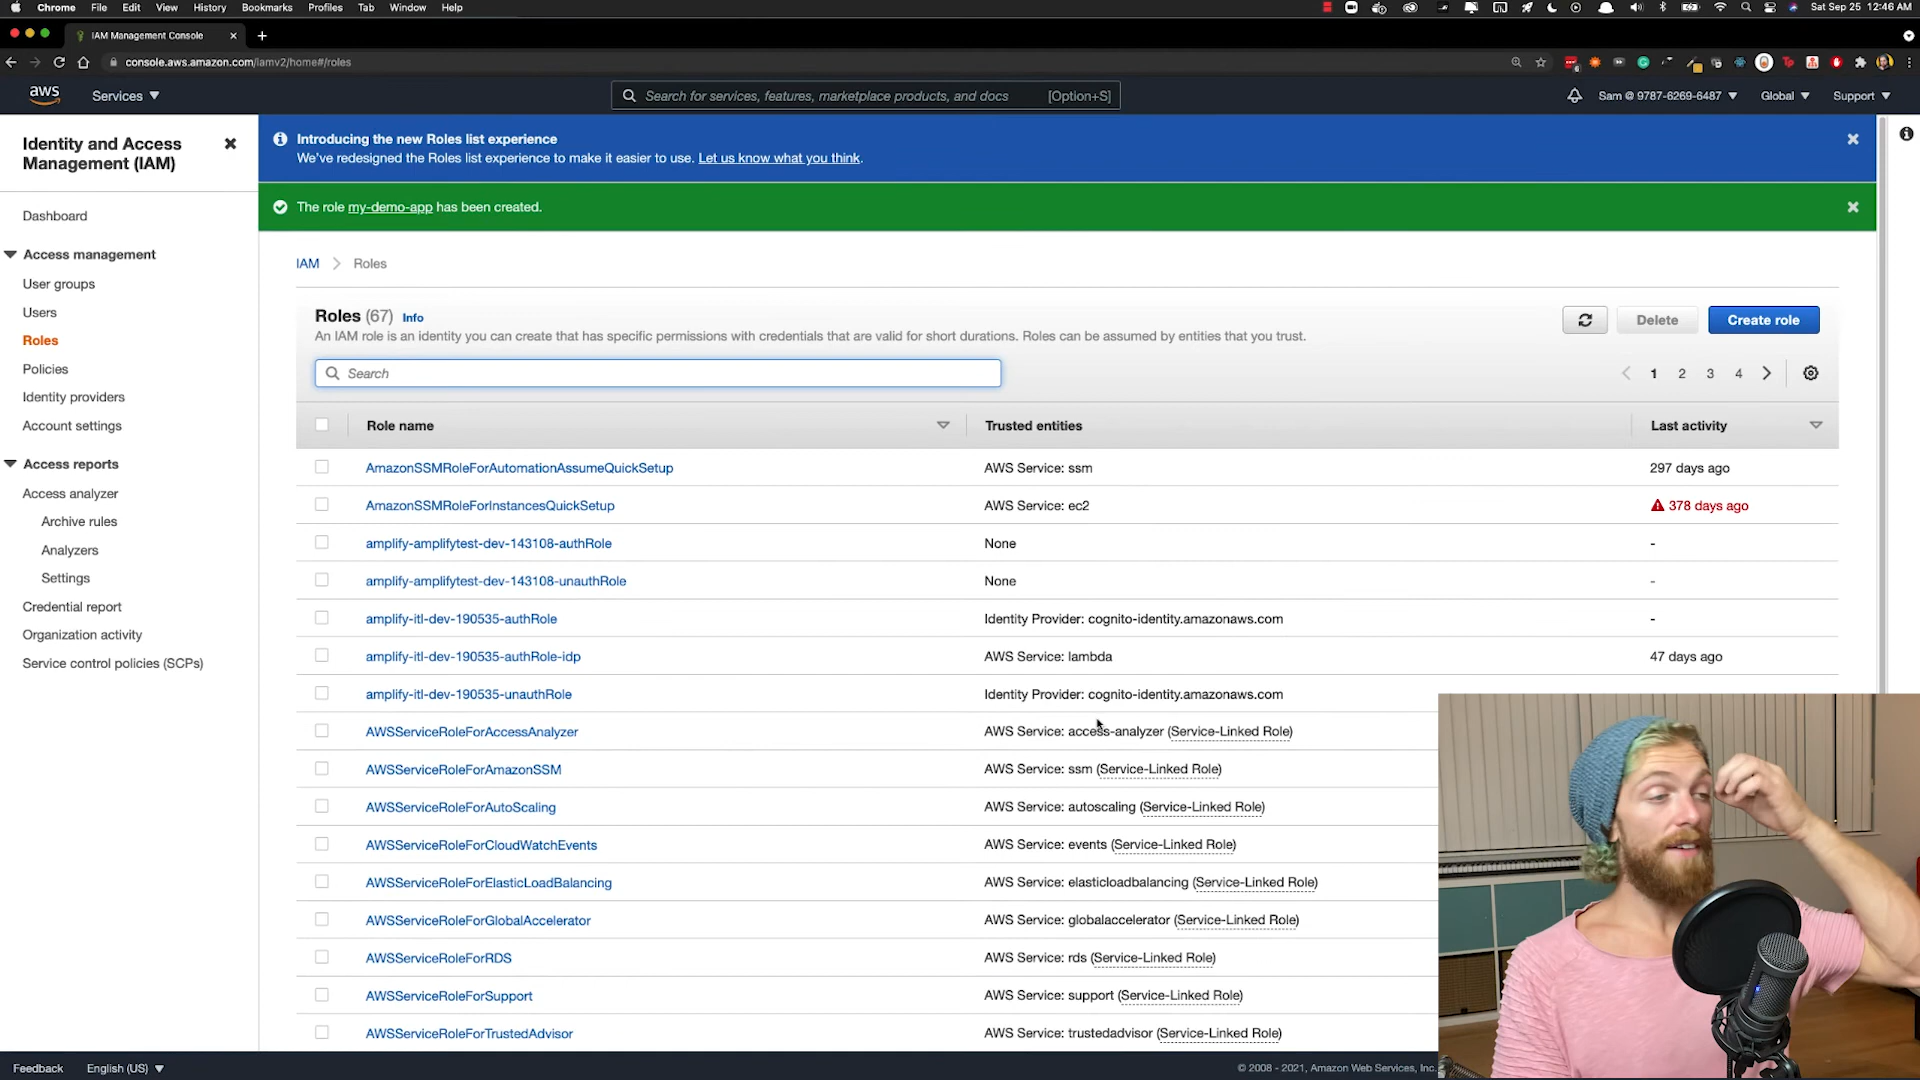 Chrome File Edit View History Bookmarks Profiles Tab Window Help
Sat Sep 25 12:46 AM
IAM Management Console
console.aws.amazon.com/iamv2/home#/roles
aws Services Search for services, features, marketplace products, and docs [Option+S] Sam @ 9787-6269-6487 Global Support
Identity and Access
Management (IAM)
Dashboard
Access management
User groups
Users
Roles
Policies
Identity providers
Account settings
Access reports
Access analyzer
Archive rules
Analyzers
Settings
Credential report
Organization activity
Service control policies (SCPs)
Introducing the new Roles list experience
We've redesigned the Roles list experience to make it easier to use. Let us know what you think.
The role my-demo-app has been created.
IAM Roles
Roles (67) Info
An IAM role is an identity you can create that has specific permissions with credentials that are valid for short durations. Roles can be assumed by entities that you trust.
Delete Create role
Search
1 2 3 4
Role name Trusted entities Last activity
AmazonSSMRoleForAutomationAssumeQuickSetup AWS Service: ssm 297 days ago
AmazonSSMRoleForInstancesQuickSetup AWS Service: ec2 378 days ago
amplify-amplifytest-dev-143108-authRole None -
amplify-amplifytest-dev-143108-unauthRole None -
amplify-itl-dev-190535-authRole Identity Provider: cognito-identity.amazonaws.com -
amplify-itl-dev-190535-authRole-idp AWS Service: lambda 47 days ago
amplify-itl-dev-190535-unauthRole Identity Provider: cognito-identity.amazonaws.com
AWSServiceRoleForAccessAnalyzer AWS Service: access-analyzer (Service-Linked Role)
AWSServiceRoleForAmazonSSM AWS Service: ssm (Service-Linked Role)
AWSServiceRoleForAutoScaling AWS Service: autoscaling (Service-Linked Role)
AWSServiceRoleForCloudWatchEvents AWS Service: events (Service-Linked Role)
AWSServiceRoleForElasticLoadBalancing AWS Service: elasticloadbalancing (Service-Linked Role)
AWSServiceRoleForGlobalAccelerator AWS Service: globalaccelerator (Service-Linked Role)
AWSServiceRoleForRDS AWS Service: rds (Service-Linked Role)
AWSServiceRoleForSupport AWS Service: support (Service-Linked Role)
AWSServiceRoleForTrustedAdvisor AWS Service: trustedadvisor (Service-Linked Role)
Feedback English (US) © 2008 - 2021, Amazon Web Services, Inc.